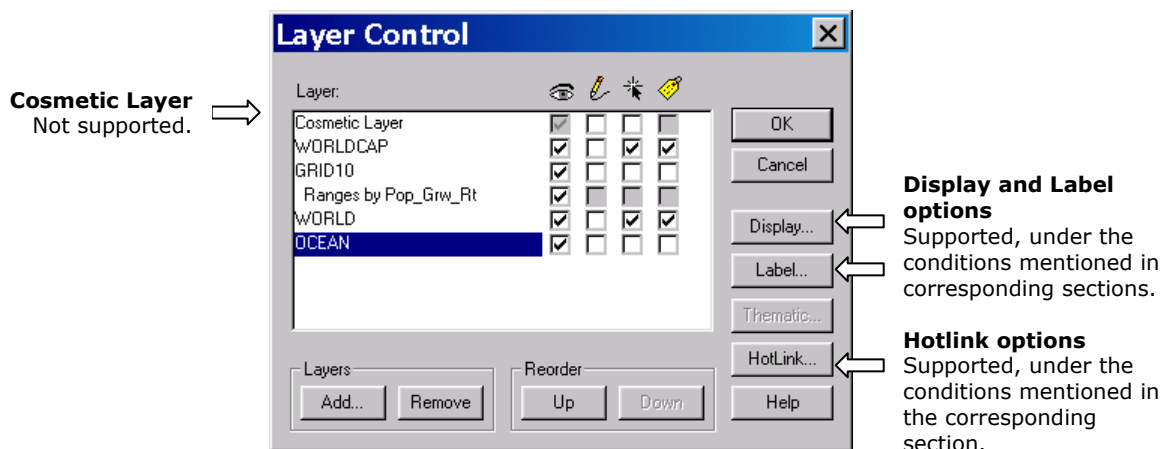 Layer Control
Cosmetic Layer
Not supported.
Layer:
Cosmetic Layer
WORLDCAP
GRID10
Ranges by Pop_Grw_Rt
WORLD
OCEAN
OK
Cancel
Display...
Label...
Thematic...
HotLink...
Help
Layers
Add...
Remove
Reorder
Up
Down
Display and Label
options
Supported, under the
conditions mentioned in
corresponding sections.
Hotlink options
Supported, under the
conditions mentioned in
the corresponding
section.